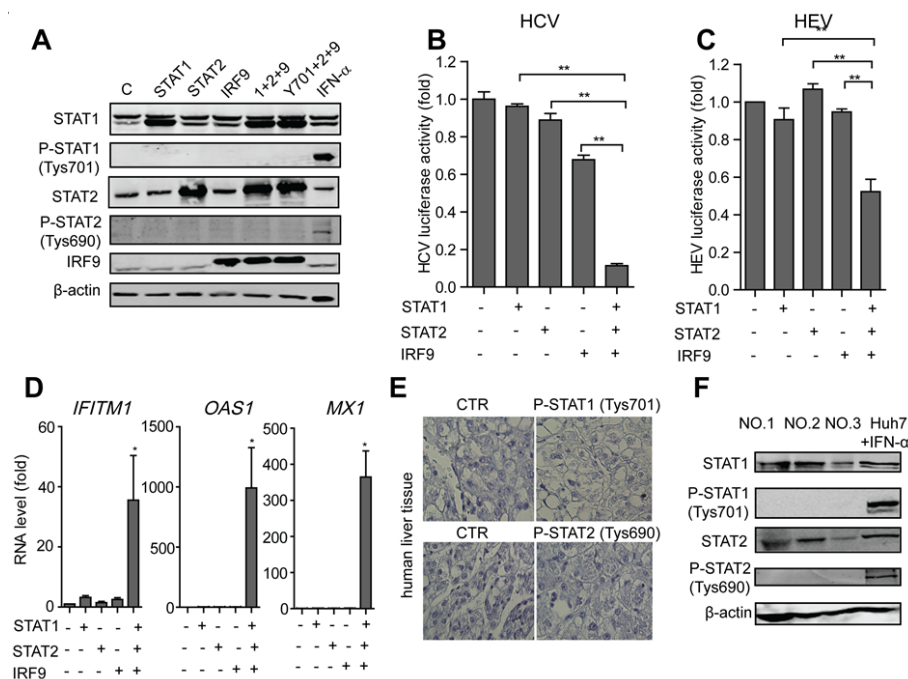 A
C STAT1 STAT2 IRF9 1+2+9 Y701+2+9 IFN-α
STAT1
P-STAT1
(Tys701)
STAT2
P-STAT2
(Tys690)
IRF9
β-actin
B
HCV
HCV luciferase activity (fold)
1.2
1.0
0.8
0.6
0.4
0.2
0.0
**
**
**
STAT1 - + - - +
STAT2 - - + - +
IRF9 - - - + +
C
HEV
HEV luciferase activity (fold)
1.4
1.2
1.0
0.8
0.6
0.4
0.2
0.0
**
**
**
STAT1 - + - - +
STAT2 - - + - +
IRF9 - - - + +
D
IFITM1 OAS1 MX1
RNA level (fold)
60
40
20
0
*
1500
1000
500
0
*
500
400
300
200
100
0
*
STAT1 - + - - + - + - - + - + - - +
STAT2 - - + - + - - + - + - - + - +
IRF9 - - - + + - - - + + - - - + +
E
CTR P-STAT1 (Tys701)
CTR P-STAT2 (Tys690)
human liver tissue
F
NO.1 NO.2 NO.3 Huh7
+IFN-α
STAT1
P-STAT1
(Tys701)
STAT2
P-STAT2
(Tys690)
β-actin